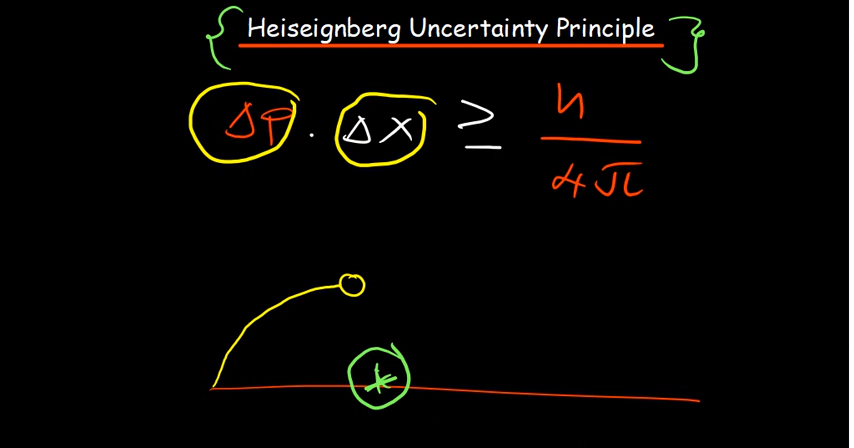 { Heiseignberg Uncertainty Principle }
Δp · Δx ≥ h / 4π